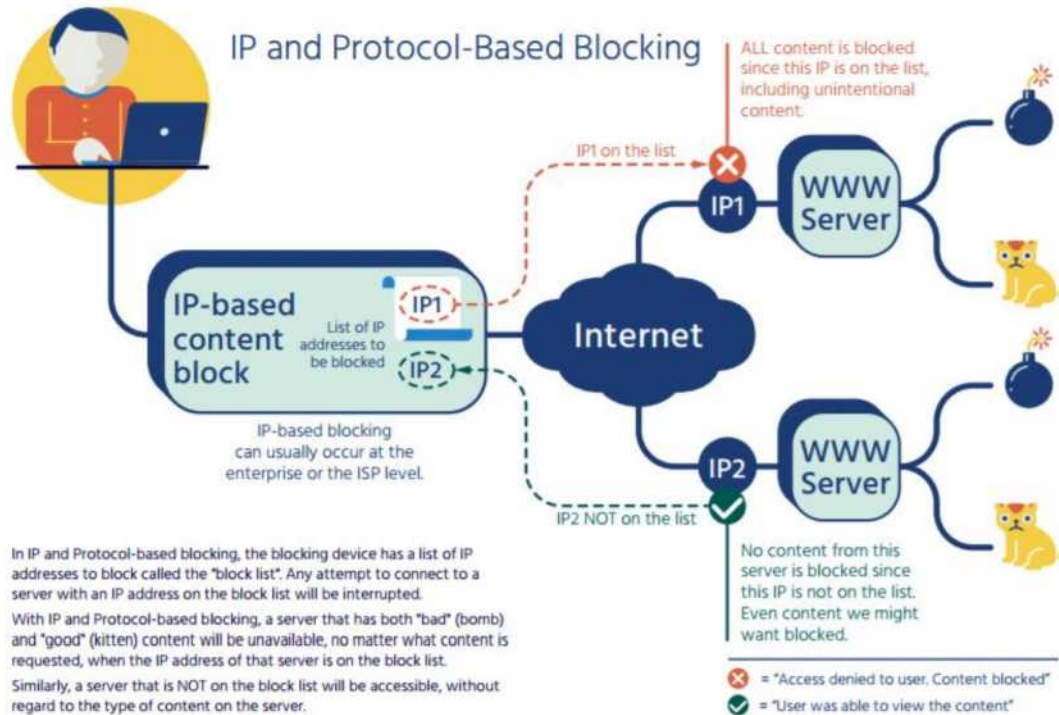 IP and Protocol-Based Blocking
ALL content is blocked
since this IP is on the list,
including unintentional
content.
IP1 on the list
IP1
WWW
Server
IP-based
content
block
List of IP
addresses to
be blocked
IP1
IP2
Internet
IP-based blocking
can usually occur at the
enterprise or the ISP level.
IP2
WWW
Server
IP2 NOT on the list
No content from this
server is blocked since
this IP is not on the list.
Even content we might
want blocked.
In IP and Protocol-based blocking, the blocking device has a list of IP
addresses to block called the "block list". Any attempt to connect to a
server with an IP address on the block list will be interrupted.
With IP and Protocol-based blocking, a server that has both "bad" (bomb)
and "good" (kitten) content will be unavailable, no matter what content is
requested, when the IP address of that server is on the block list.
Similarly, a server that is NOT on the block list will be accessible, without
regard to the type of content on the server.
= "Access denied to user. Content blocked"
= "User was able to view the content"